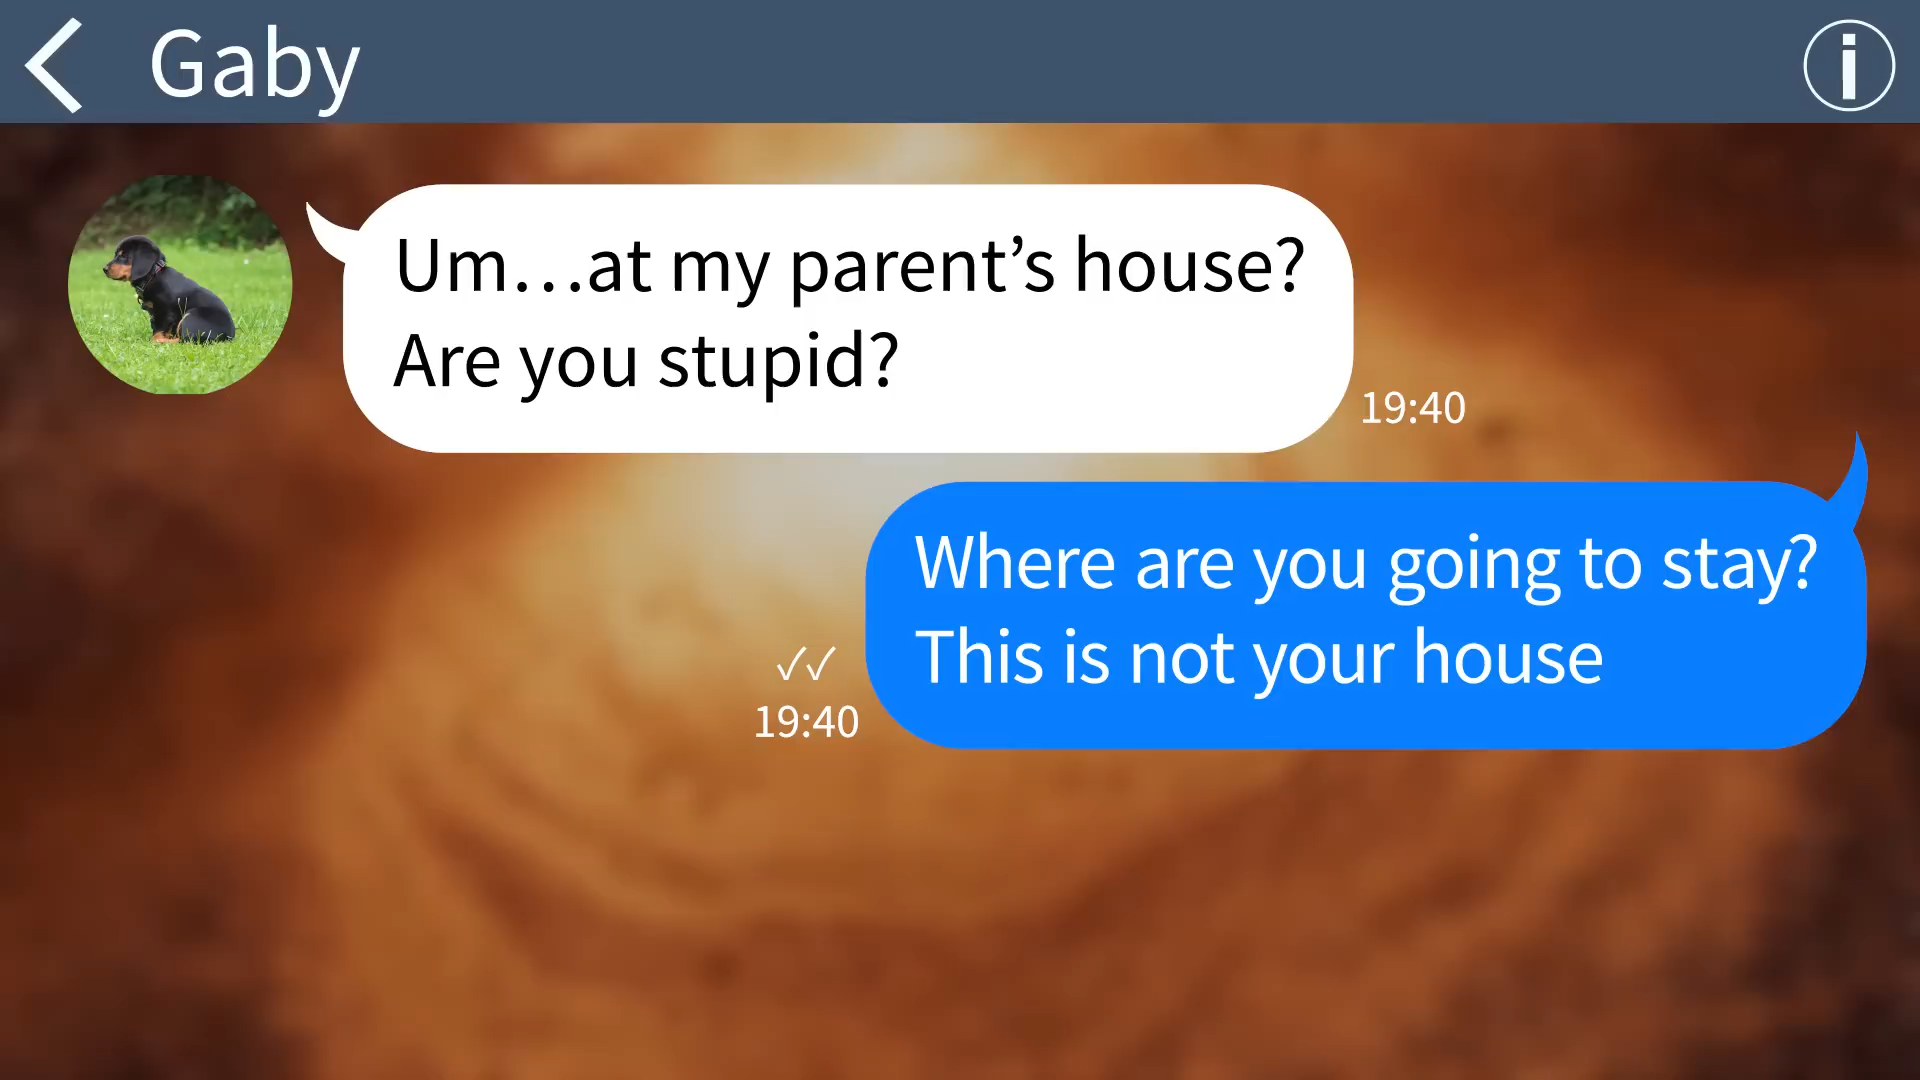 Gaby
Um…at my parent’s house?
Are you stupid?
19:40
Where are you going to stay?
This is not your house
✓✓
19:40